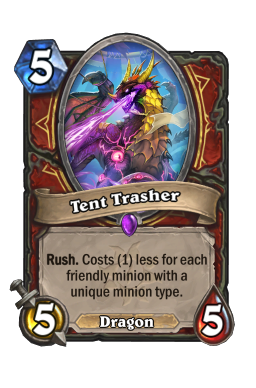 5
Tent Trasher
Rush. Costs (1) less for each
friendly minion with a
unique minion type.
5
Dragon
5